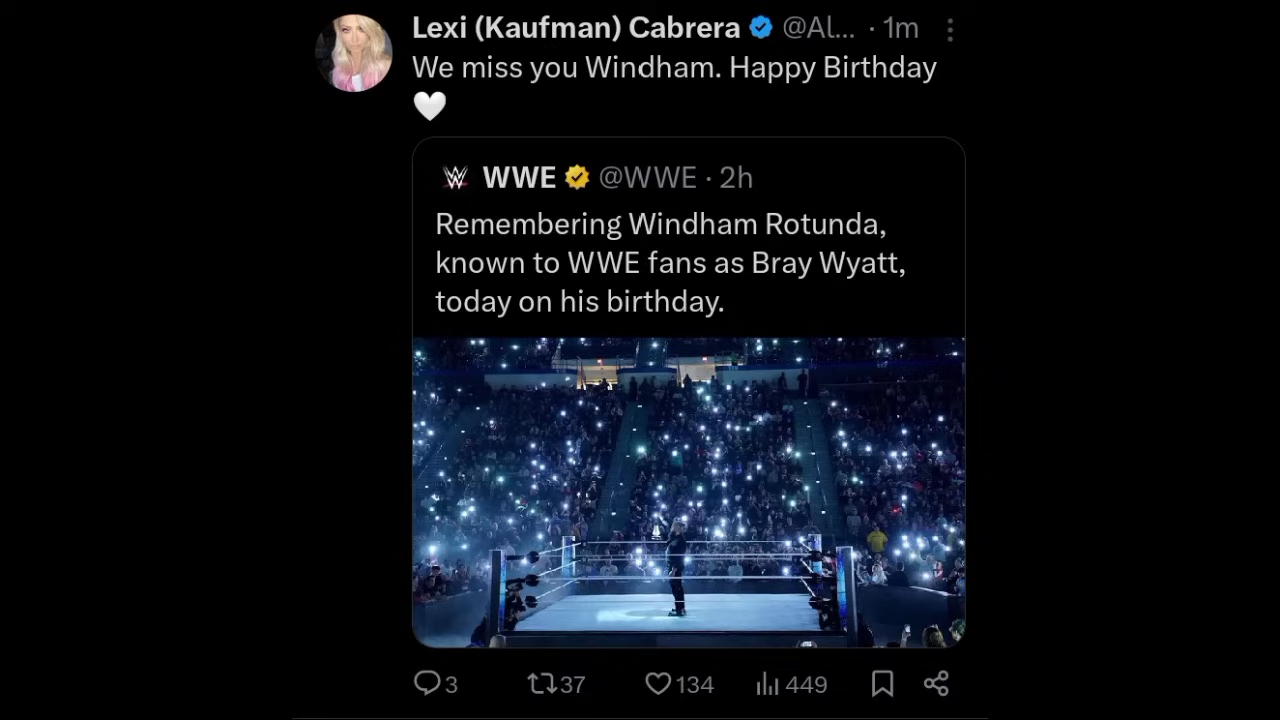 Lexi (Kaufman) Cabrera @Al... · 1m
We miss you Windham. Happy Birthday
🤍
WWE @WWE · 2h
Remembering Windham Rotunda,
known to WWE fans as Bray Wyatt,
today on his birthday.
3 37 134 449